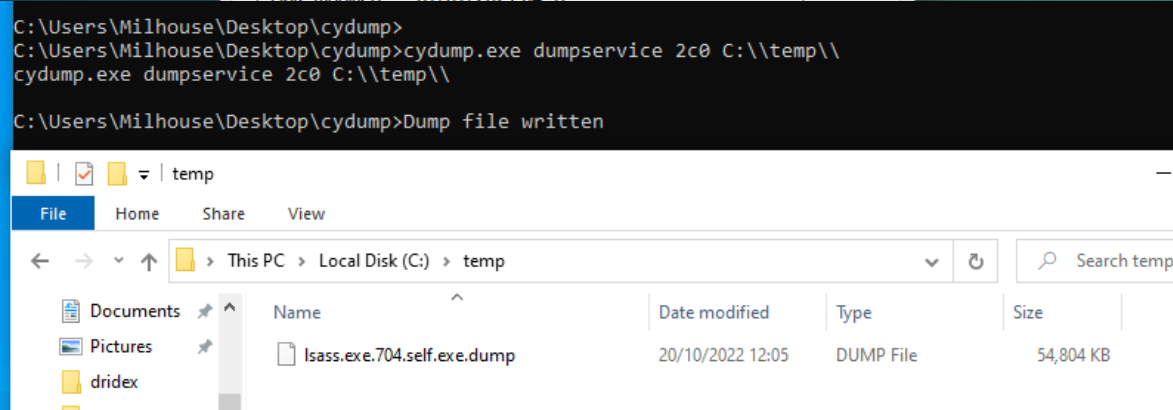 C:\Users\Milhouse\Desktop\cydump>
C:\Users\Milhouse\Desktop\cydump>cydump.exe dumpservice 2c0 C:\\temp\\
cydump.exe dumpservice 2c0 C:\\temp\\
C:\Users\Milhouse\Desktop\cydump>Dump file written
temp
File Home Share View
This PC Local Disk (C:) temp Search temp
Documents
Pictures
dridex
Name Date modified Type Size
lsass.exe.704.self.exe.dump 20/10/2022 12:05 DUMP File 54,804 KB